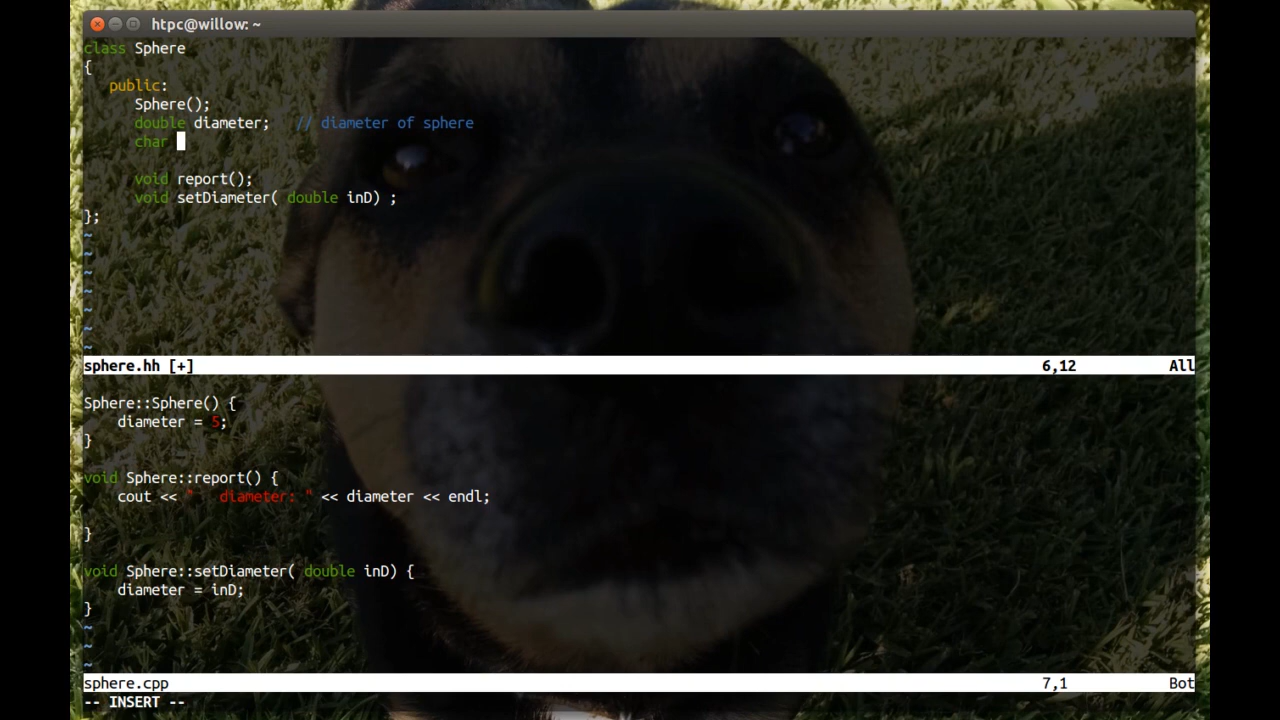 htpc@willow: ~
class Sphere
{
public:
Sphere();
double diameter;   // diameter of sphere
char
void report();
void setDiameter( double inD) ;
};
~
~
~
~
~
~
~
sphere.hh [+] 6,12 All
Sphere::Sphere() {
diameter = 5;
}
void Sphere::report() {
cout << "   diameter: " << diameter << endl;
}
void Sphere::setDiameter( double inD) {
diameter = inD;
}
~
~
~
sphere.cpp 7,1 Bot
-- INSERT --